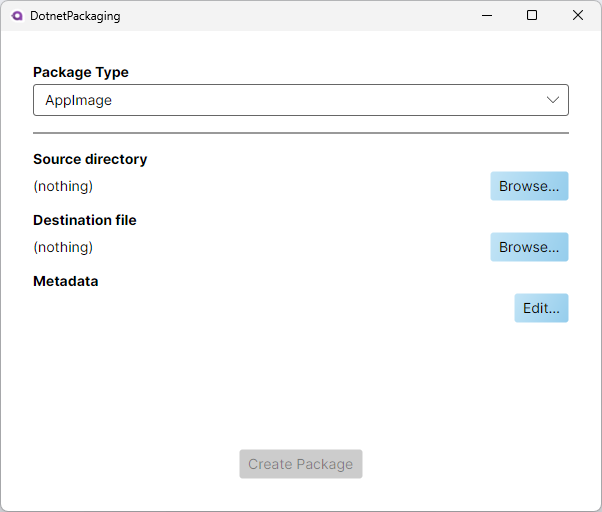 DotnetPackaging
Package Type
AppImage
Source directory
(nothing)
Browse...
Destination file
(nothing)
Browse...
Metadata
Edit...
Create Package